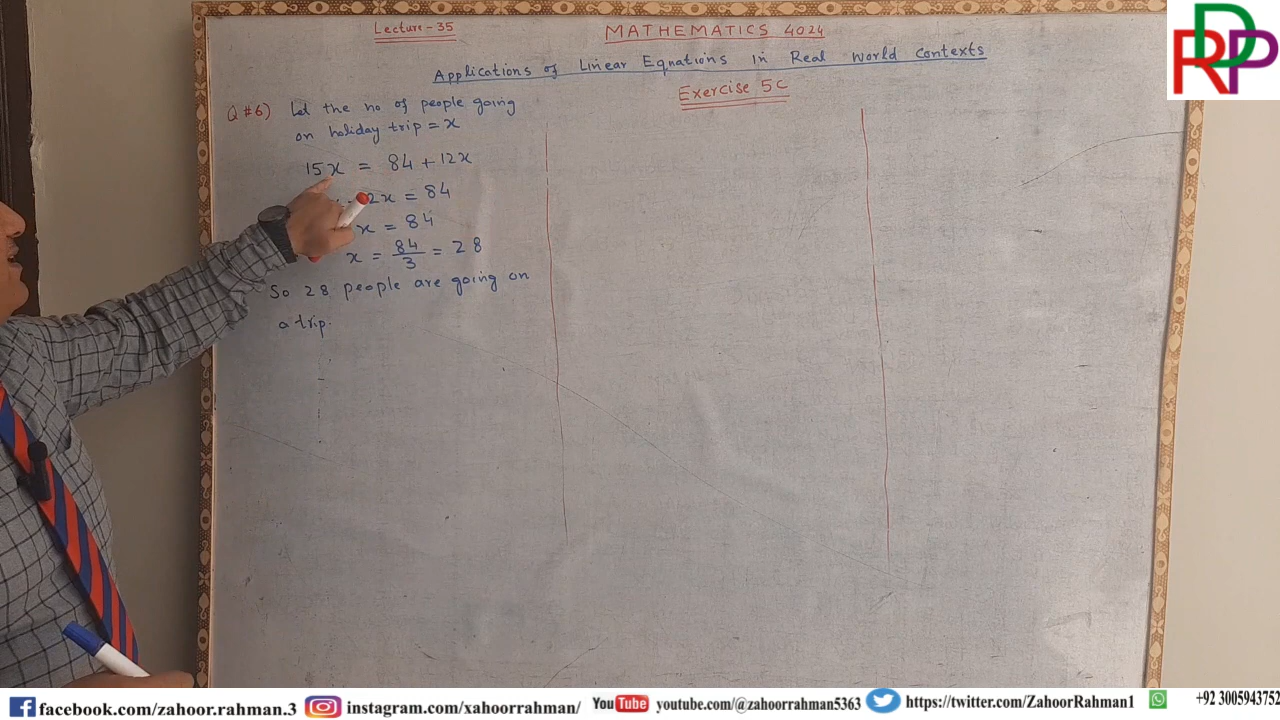 Lecture-35
MATHEMATICS 4024
Applications of Linear Equations in Real world contexts
Exercise 5C
Q#6) Let the no of people going
on holiday trip = x
15x = 84 + 12x
2x = 84
x = 84
x = 84/3 = 28
So 28 people are going on
a trip.
RDDP
facebook.com/zahoor.rahman.3
instagram.com/xahoorrahman/
YouTube youtube.com/@zahoorrahman5363
https://twitter.com/ZahoorRahman1
+92 3005943752